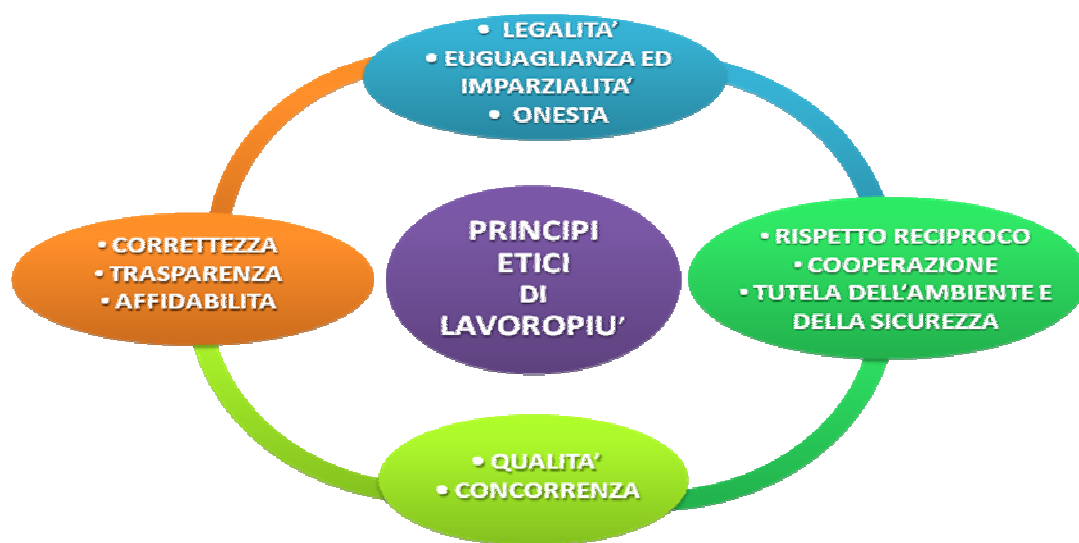 • LEGALITA'
• EUGUAGLIANZA ED
IMPARZIALITA'
• ONESTA
• CORRETTEZZA
• TRASPARENZA
• AFFIDABILITA
PRINCIPI
ETICI
DI
LAVOROPIU'
• RISPETTO RECIPROCO
• COOPERAZIONE
• TUTELA DELL'AMBIENTE E
DELLA SICUREZZA
• QUALITA'
• CONCORRENZA